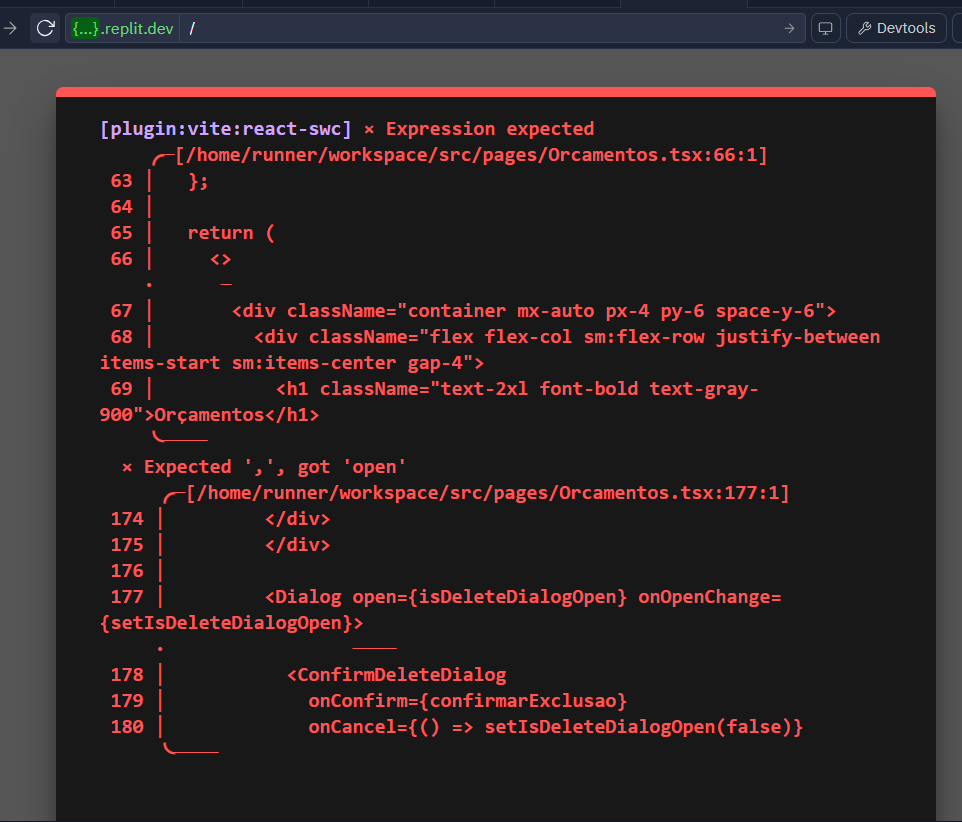 {...}.replit.dev /
Devtools
[plugin:vite:react-swc] × Expression expected
╭─[/home/runner/workspace/src/pages/Orcamentos.tsx:66:1]
63 │   };
64 │
65 │   return (
66 │     <>
·       ─
67 │       <div className="container mx-auto px-4 py-6 space-y-6">
68 │         <div className="flex flex-col sm:flex-row justify-between
items-start sm:items-center gap-4">
69 │           <h1 className="text-2xl font-bold text-gray-
900">Orçamentos</h1>
╰────
× Expected ',', got 'open'
╭─[/home/runner/workspace/src/pages/Orcamentos.tsx:177:1]
174 │         </div>
175 │         </div>
176 │
177 │         <Dialog open={isDeleteDialogOpen} onOpenChange=
{setIsDeleteDialogOpen}>
·                 ────
178 │           <ConfirmDeleteDialog
179 │             onConfirm={confirmarExclusao}
180 │             onCancel={() => setIsDeleteDialogOpen(false)}
╰────